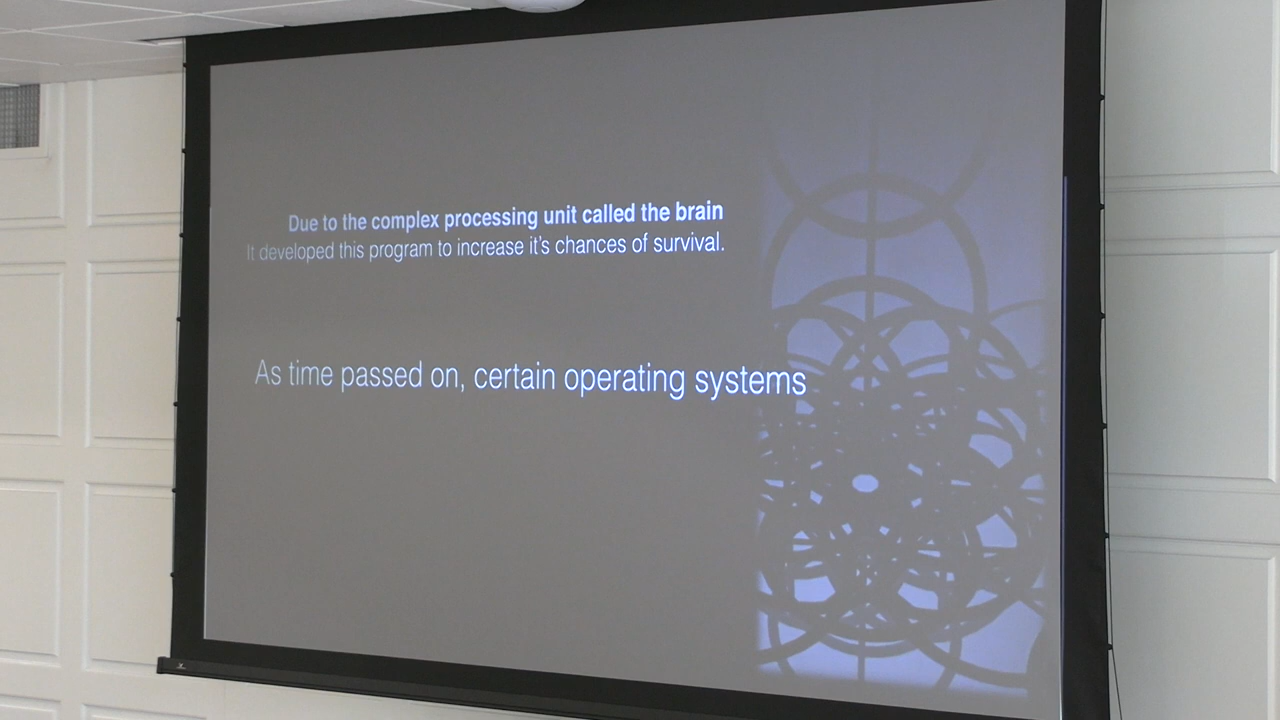 Due to the complex processing unit called the brain
It developed this program to increase it's chances of survival.
As time passed on, certain operating systems